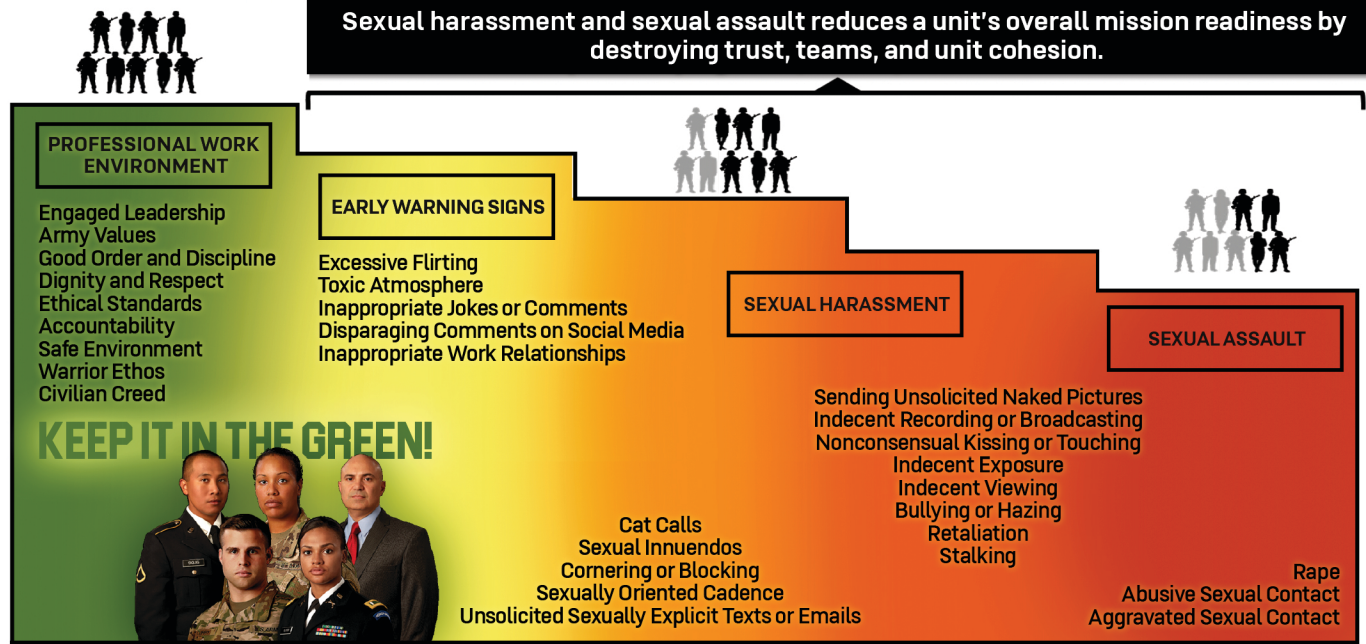 Sexual harassment and sexual assault reduces a unit's overall mission readiness by
destroying trust, teams, and unit cohesion.
PROFESSIONAL WORK
ENVIRONMENT
Engaged Leadership
Army Values
Good Order and Discipline
Dignity and Respect
Ethical Standards
Accountability
Safe Environment
Warrior Ethos
Civilian Creed
KEEP IT IN THE GREEN!
EARLY WARNING SIGNS
Excessive Flirting
Toxic Atmosphere
Inappropriate Jokes or Comments
Disparaging Comments on Social Media
Inappropriate Work Relationships
Cat Calls
Sexual Innuendos
Cornering or Blocking
Sexually Oriented Cadence
Unsolicited Sexually Explicit Texts or Emails
SEXUAL HARASSMENT
Sending Unsolicited Naked Pictures
Indecent Recording or Broadcasting
Nonconsensual Kissing or Touching
Indecent Exposure
Indecent Viewing
Bullying or Hazing
Retaliation
Stalking
SEXUAL ASSAULT
Rape
Abusive Sexual Contact
Aggravated Sexual Contact